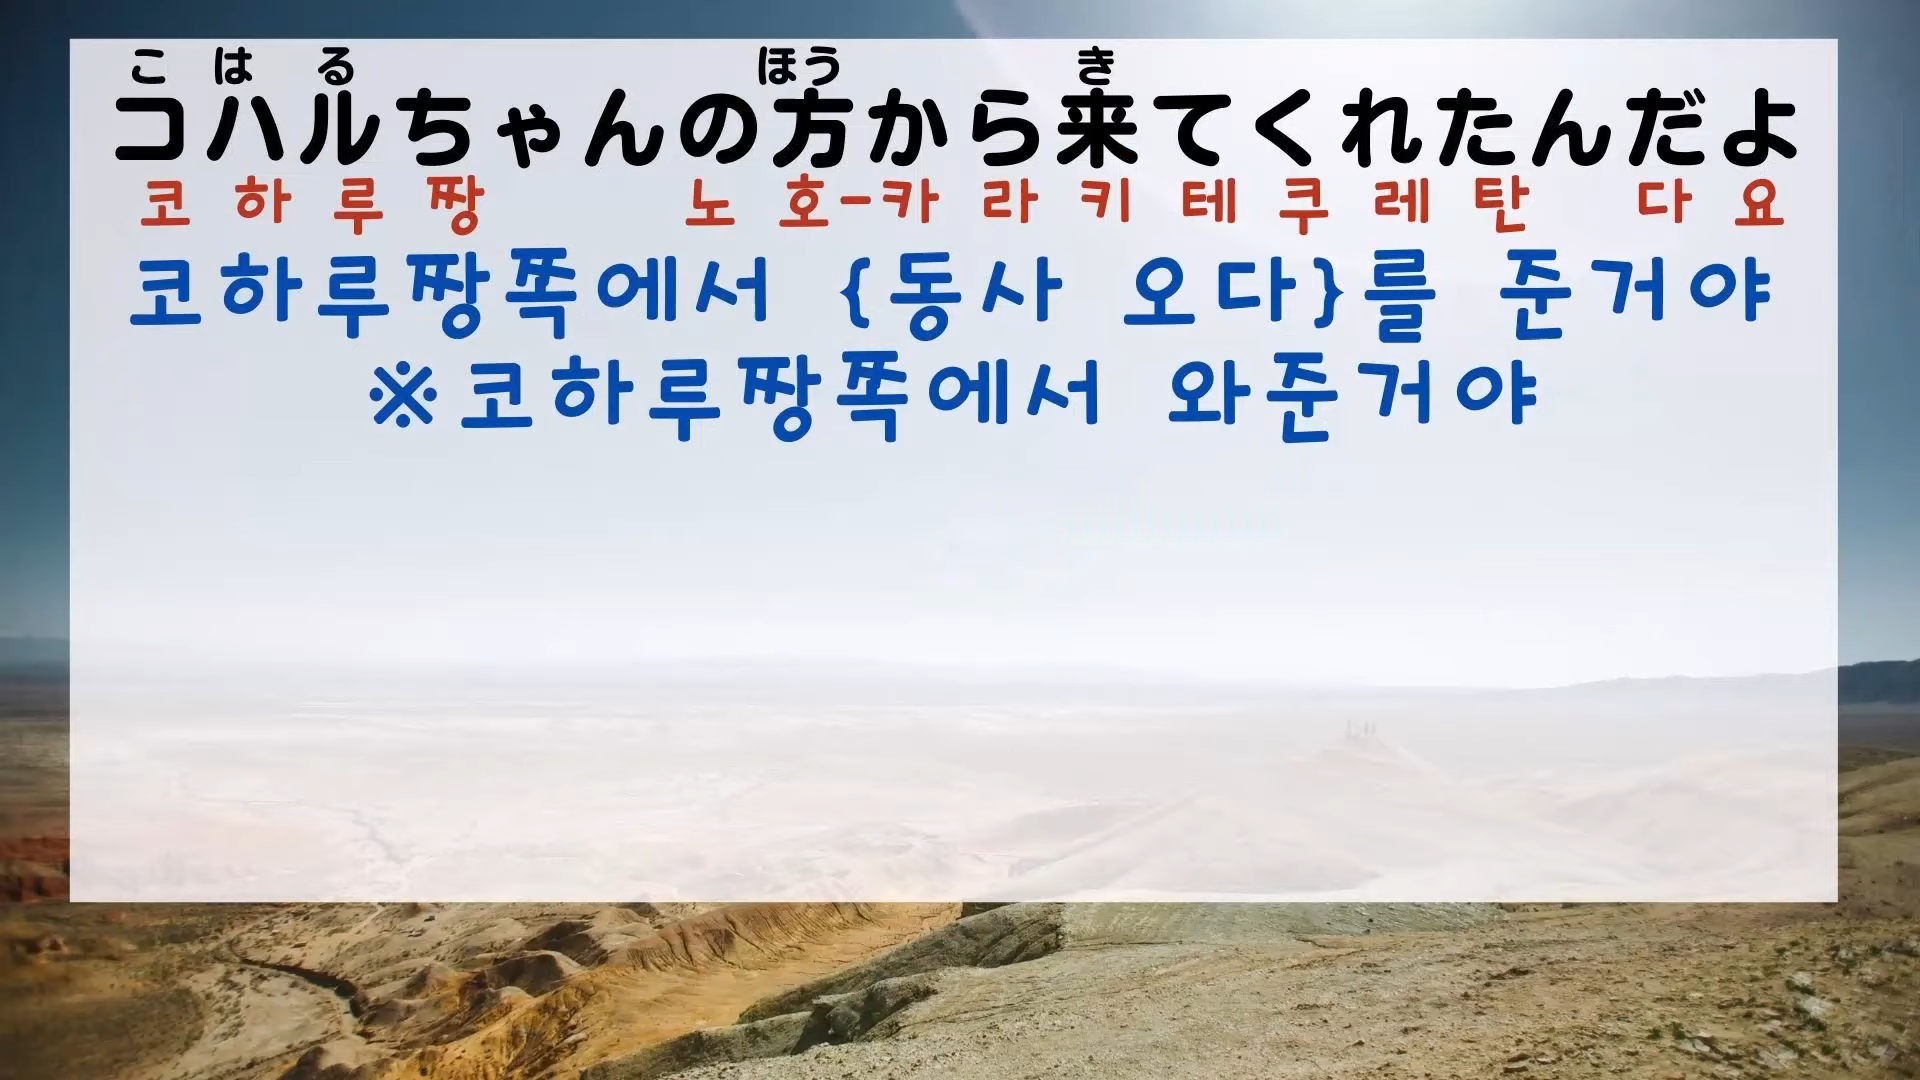 こ は る ほう き
コハルちゃんの方から来てくれたんだよ
코 하 루 짱 노 호-카 라 키 테 쿠 레 탄 다 요
코하루짱쪽에서 {동사 오다}를 준거야
※코하루짱쪽에서 와준거야